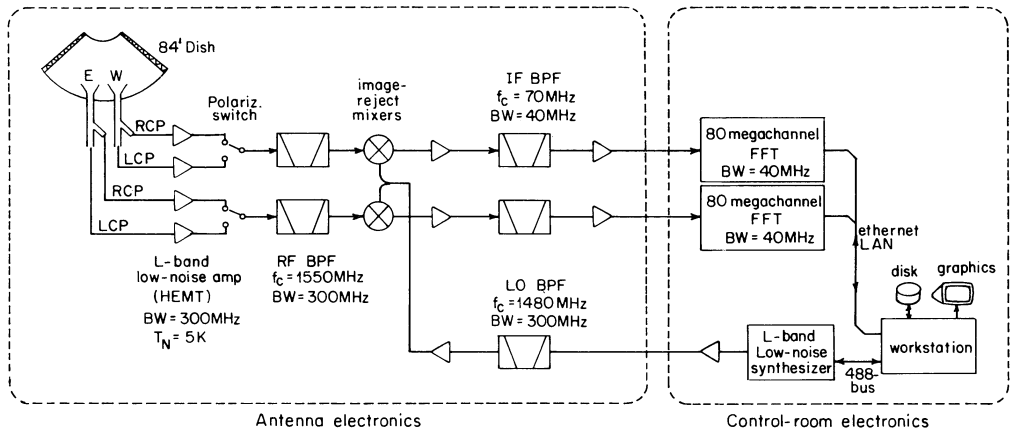 84' Dish
E W
RCP
LCP
RCP
LCP
Polariz.
switch
image-
reject
mixers
IF BPF
fc = 70MHz
BW = 40MHz
80 megachannel
FFT
BW = 40MHz
80 megachannel
FFT
BW = 40MHz
L-band
low-noise amp
(HEMT)
BW = 300MHz
TN = 5K
RF BPF
fc = 1550MHz
BW = 300MHz
LO BPF
fc = 1480MHz
BW = 300MHz
ethernet
LAN
disk
graphics
L-band
Low-noise
synthesizer
488-
bus
workstation
Antenna electronics
Control-room electronics